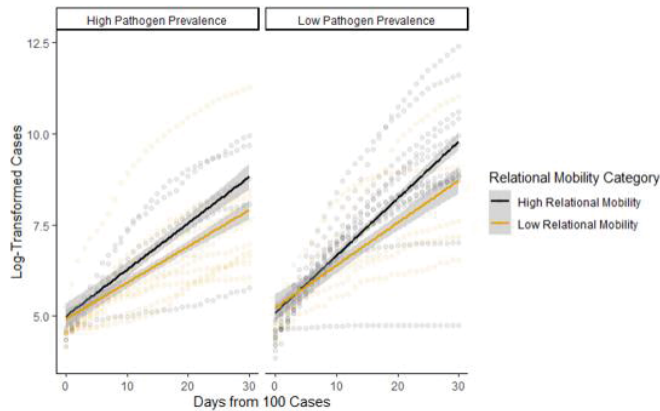 High Pathogen Prevalence
Low Pathogen Prevalence
12.5
10.0
7.5
5.0
Log-Transformed Cases
0
10
20
30
0
10
20
30
Days from 100 Cases
Relational Mobility Category
High Relational Mobility
Low Relational Mobility